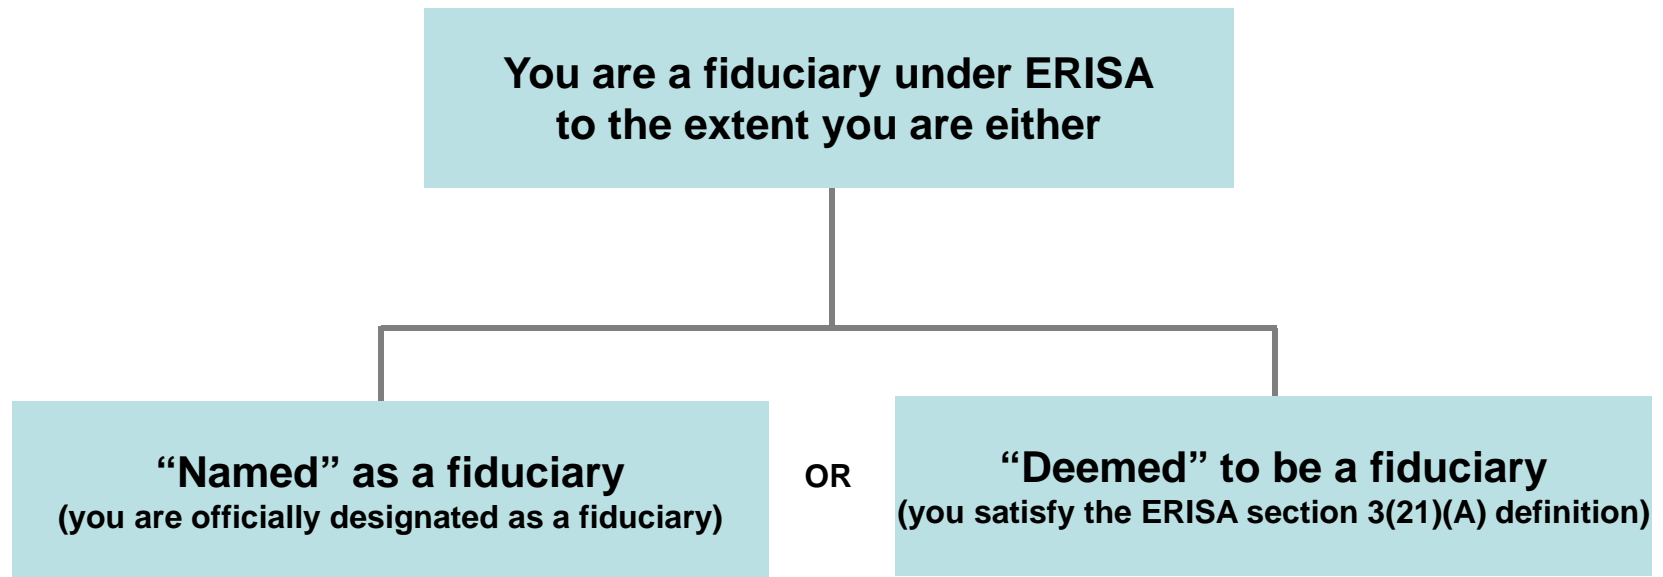 You are a fiduciary under ERISA
to the extent you are either
“Named” as a fiduciary
(you are officially designated as a fiduciary)
OR
“Deemed” to be a fiduciary
(you satisfy the ERISA section 3(21)(A) definition)